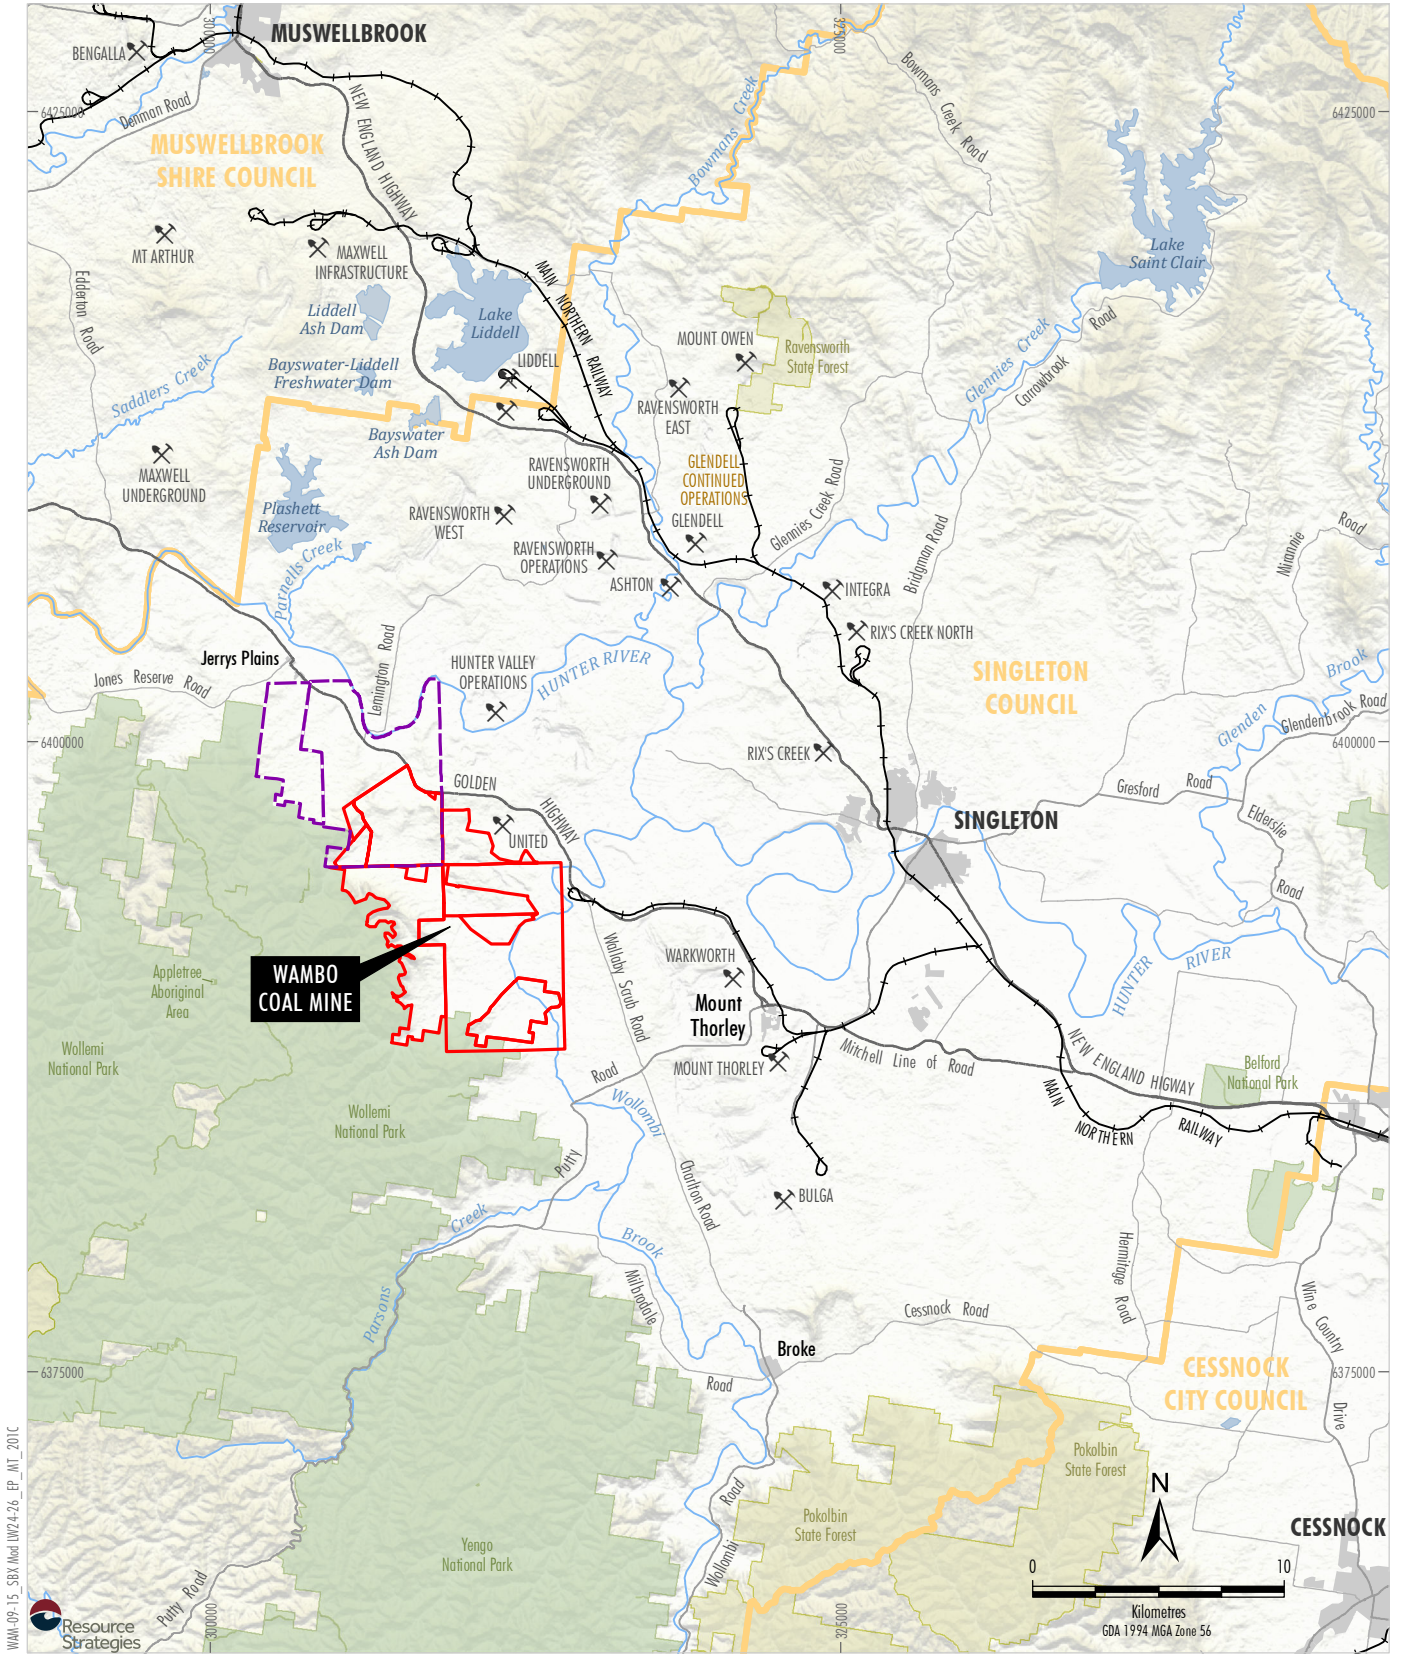 300000
325000
MUSWELLBROOK
BENGALLA
Denman Road
6425000
6425000
NEW ENGLAND HIGHWAY
Bowmans Creek
Bowmans Creek Road
MUSWELLBROOK
SHIRE COUNCIL
MT ARTHUR
MAXWELL
INFRASTRUCTURE
Lake
Saint Clair
Edderton Road
MAIN NORTHERN RAILWAY
Liddell
Ash Dam
Lake
Liddell
Glennies Creek
Carrowbrook Road
MOUNT OWEN
Ravensworth
State Forest
Bayswater-Liddell
Freshwater Dam
LIDDELL
Saddlers Creek
RAVENSWORTH
EAST
Bayswater
Ash Dam
MAXWELL
UNDERGROUND
RAVENSWORTH
UNDERGROUND
GLENDELL
CONTINUED
OPERATIONS
Plashett
Reservoir
RAVENSWORTH
WEST
GLENDELL
Glennies Creek Road
Bridgman Road
Mirannie Road
Parnells Creek
RAVENSWORTH
OPERATIONS
ASHTON
INTEGRA
RIX'S CREEK NORTH
Jerrys Plains
Lemington Road
HUNTER VALLEY
OPERATIONS
HUNTER RIVER
SINGLETON
COUNCIL
Jones Reserve Road
Glenden Brook
Glendenbrook Road
6400000
6400000
RIX'S CREEK
GOLDEN HIGHWAY
Gresford Road
UNITED
SINGLETON
Elderslie Road
WAMBO
COAL MINE
Appletree
Aboriginal
Area
Wallaby Scrub Road
WARKWORTH
HUNTER RIVER
Mount
Thorley
Wollemi
National Park
MOUNT THORLEY
Mitchell Line of Road
NEW ENGLAND HIGWAY
Belford
National Park
Wollemi
National Park
Putty Road
Wollombi Brook
MAIN NORTHERN RAILWAY
Charlton Road
BULGA
Parsons Creek
Hermitage Road
Milbrodale Road
Wine Country Drive
Cessnock Road
Broke
6375000
6375000
CESSNOCK
CITY COUNCIL
Pokolbin
State Forest
Pokolbin
State Forest
Wollombi Road
N
CESSNOCK
Yengo
National Park
Putty Road
0
10
Kilometres
GDA 1994 MGA Zone 56
300000
325000
Resource
Strategies
WAM-09-15_SBX Mod LW24-26_EP_MT_201C